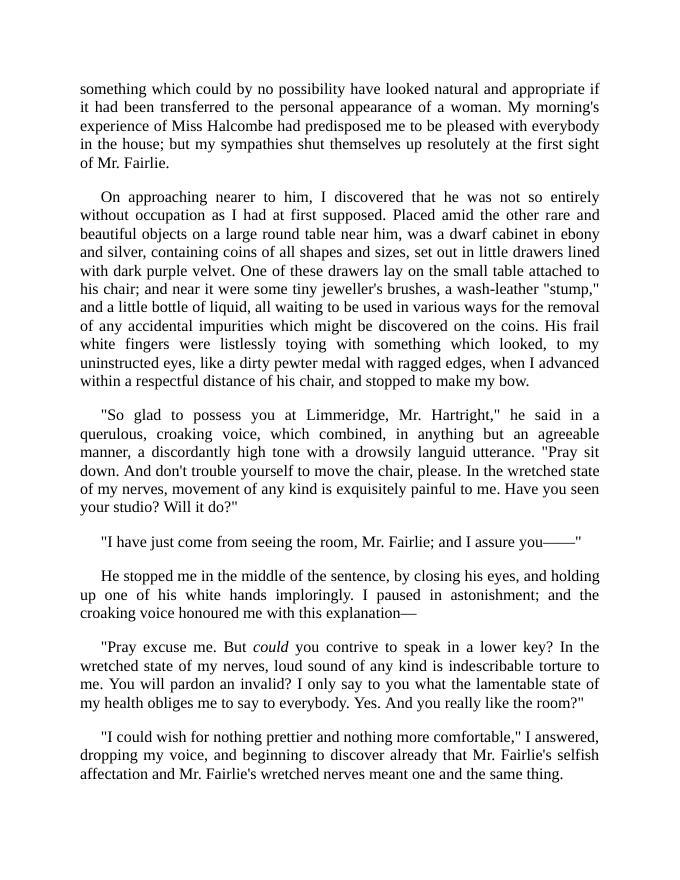 something which could by no possibility have looked natural and appropriate if
it had been transferred to the personal appearance of a woman. My morning's
experience of Miss Halcombe had predisposed me to be pleased with everybody
in the house; but my sympathies shut themselves up resolutely at the first sight
of Mr. Fairlie.
On approaching nearer to him, I discovered that he was not so entirely
without occupation as I had at first supposed. Placed amid the other rare and
beautiful objects on a large round table near him, was a dwarf cabinet in ebony
and silver, containing coins of all shapes and sizes, set out in little drawers lined
with dark purple velvet. One of these drawers lay on the small table attached to
his chair; and near it were some tiny jeweller's brushes, a wash-leather "stump,"
and a little bottle of liquid, all waiting to be used in various ways for the removal
of any accidental impurities which might be discovered on the coins. His frail
white fingers were listlessly toying with something which looked, to my
uninstructed eyes, like a dirty pewter medal with ragged edges, when I advanced
within a respectful distance of his chair, and stopped to make my bow.
"So glad to possess you at Limmeridge, Mr. Hartright," he said in a
querulous, croaking voice, which combined, in anything but an agreeable
manner, a discordantly high tone with a drowsily languid utterance. "Pray sit
down. And don't trouble yourself to move the chair, please. In the wretched state
of my nerves, movement of any kind is exquisitely painful to me. Have you seen
your studio? Will it do?"
"I have just come from seeing the room, Mr. Fairlie; and I assure you——"
He stopped me in the middle of the sentence, by closing his eyes, and holding
up one of his white hands imploringly. I paused in astonishment; and the
croaking voice honoured me with this explanation—
"Pray excuse me. But could you contrive to speak in a lower key? In the
wretched state of my nerves, loud sound of any kind is indescribable torture to
me. You will pardon an invalid? I only say to you what the lamentable state of
my health obliges me to say to everybody. Yes. And you really like the room?"
"I could wish for nothing prettier and nothing more comfortable," I answered,
dropping my voice, and beginning to discover already that Mr. Fairlie's selfish
affectation and Mr. Fairlie's wretched nerves meant one and the same thing.